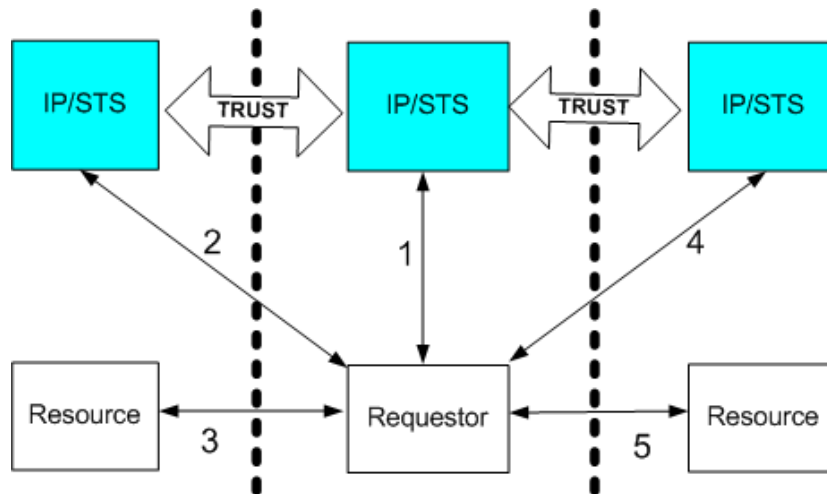 IP/STS
TRUST
IP/STS
TRUST
IP/STS
2
1
4
Resource
3
Requestor
5
Resource